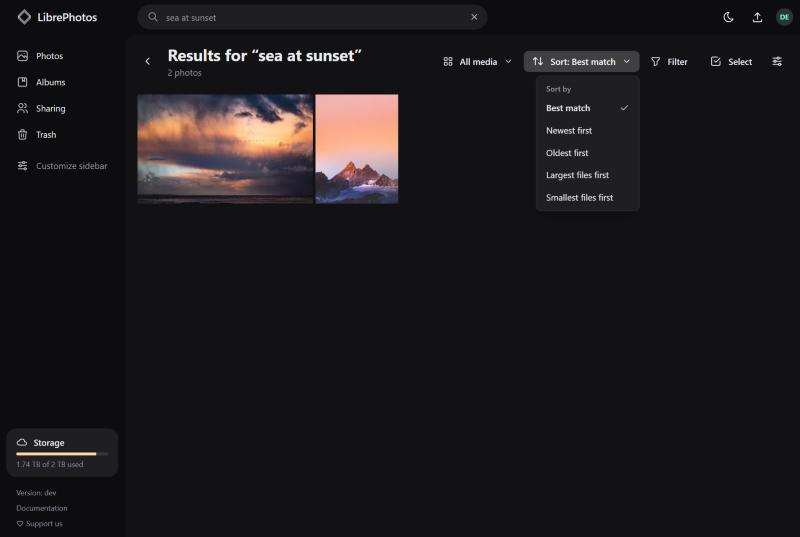 LibrePhotos
sea at sunset
DE
Photos
Albums
Sharing
Trash
Customize sidebar
Results for “sea at sunset”
2 photos
All media
Sort: Best match
Filter
Select
Sort by
Best match
Newest first
Oldest first
Largest files first
Smallest files first
Storage
1.74 TB of 2 TB used
Version: dev
Documentation
Support us